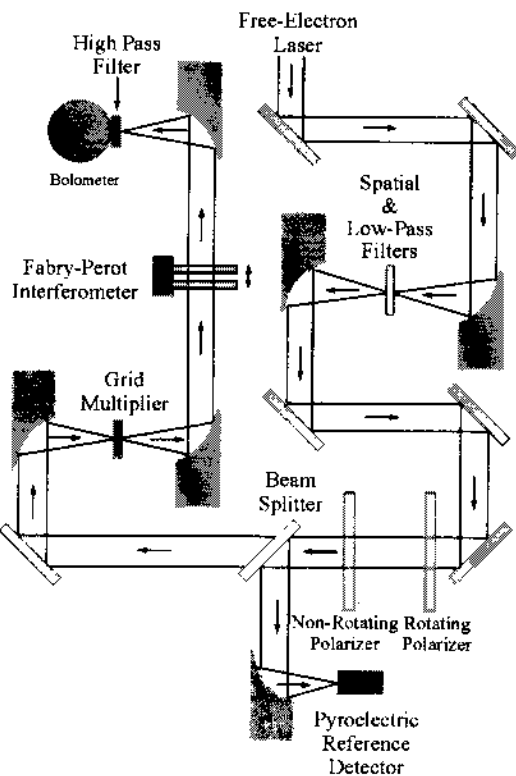 High Pass
Filter
Free-Electron
Laser
Bolometer
Spatial
&
Low-Pass
Filters
Fabry-Perot
Interferometer
Grid
Multiplier
Beam
Splitter
Non-Rotating
Polarizer
Rotating
Polarizer
Pyroelectric
Reference
Detector